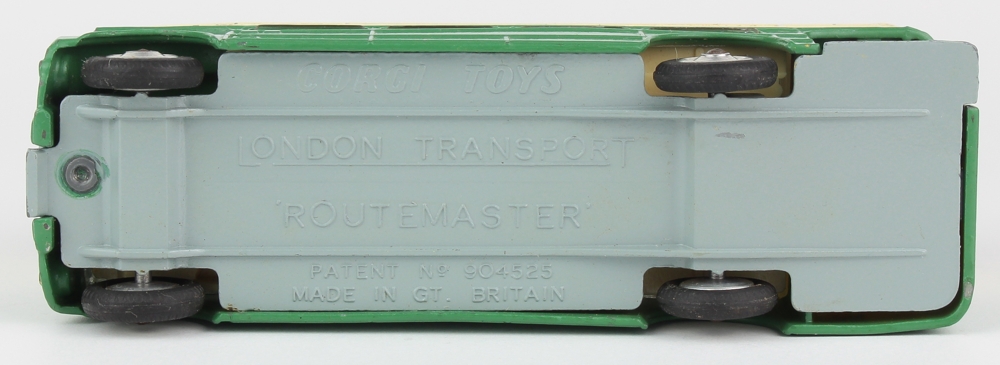 CORGI TOYS
LONDON TRANSPORT
'ROUTEMASTER'
PATENT Nº 904525
MADE IN GT. BRITAIN